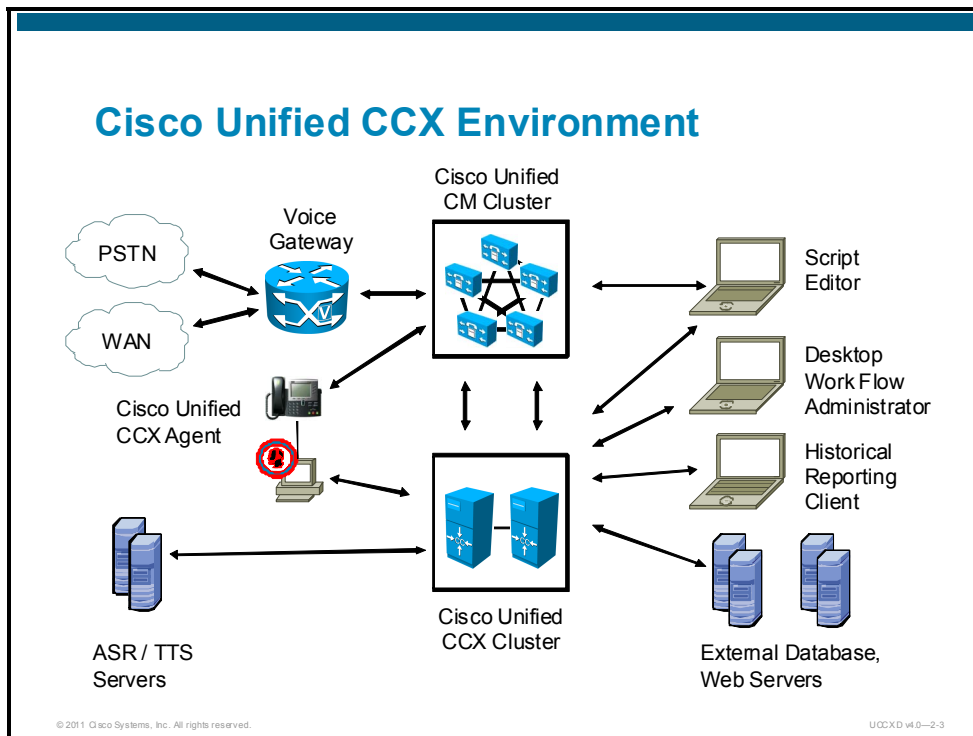 Cisco Unified CCX Environment
Cisco Unified
CM Cluster
Voice
Gateway
PSTN
WAN
V
Script
Editor
Desktop
Work Flow
Administrator
Cisco Unified
CCX Agent
Historical
Reporting
Client
CC
CC
Cisco Unified
CCX Cluster
ASR / TTS
Servers
External Database,
Web Servers
© 2011 Cisco Systems, Inc. All rights reserved.
UCCXD v4.0—2-3